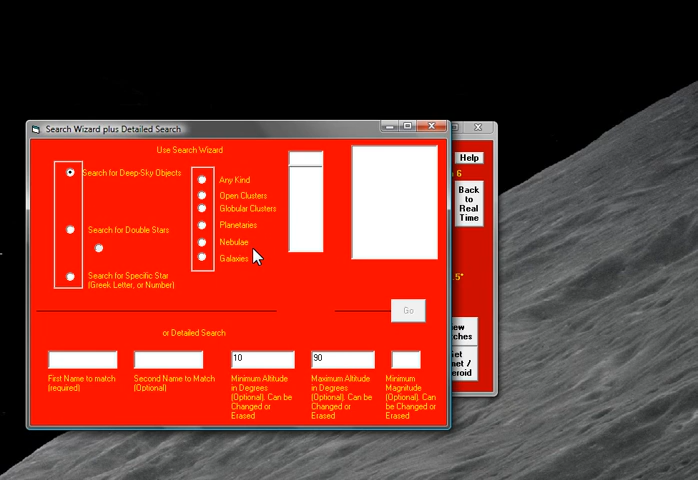 Search Wizard plus Detailed Search
Use Search Wizard
Search for Deep-Sky Objects
Search for Double Stars
Search for Specific Star
(Greek Letter, or Number)
Any Kind
Open Clusters
Globular Clusters
Planetaries
Nebulae
Galaxies
Go
or Detailed Search
10
90
First Name to match
(required)
Second Name to Match
(Optional)
Minimum Altitude
in Degrees
(Optional). Can be
Changed or
Erased
Maximum Altitude
in Degrees
(Optional). Can be
Changed or
Erased
Minimum
Magnitude
(Optional). Can
be Changed or
Erased
Help
6
Back
to
Real
Time
.5°